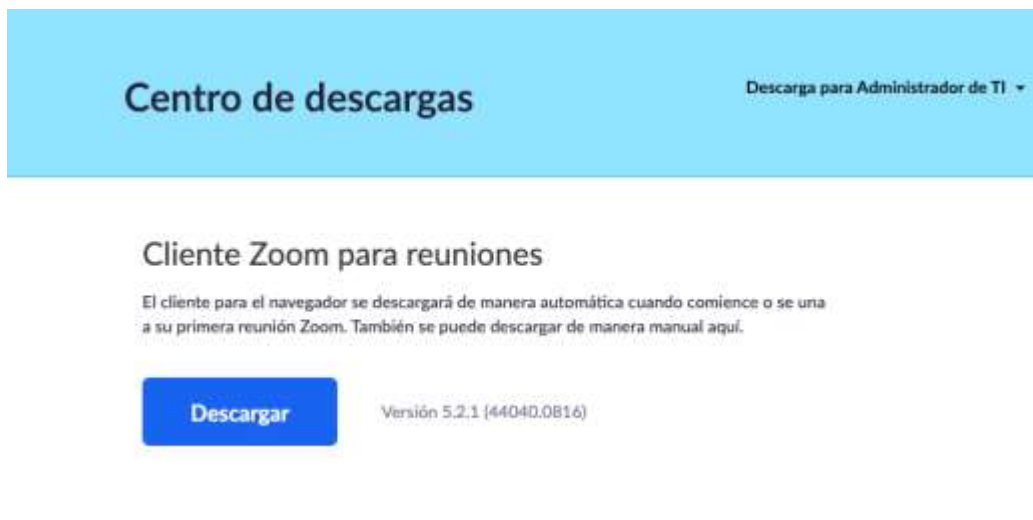 Centro de descargas
Descarga para Administrador de TI
Cliente Zoom para reuniones
El cliente para el navegador se descargará de manera automática cuando comience o se una
a su primera reunión Zoom. También se puede descargar de manera manual aquí.
Descargar
Versión 5.2.1 (44040.0816)